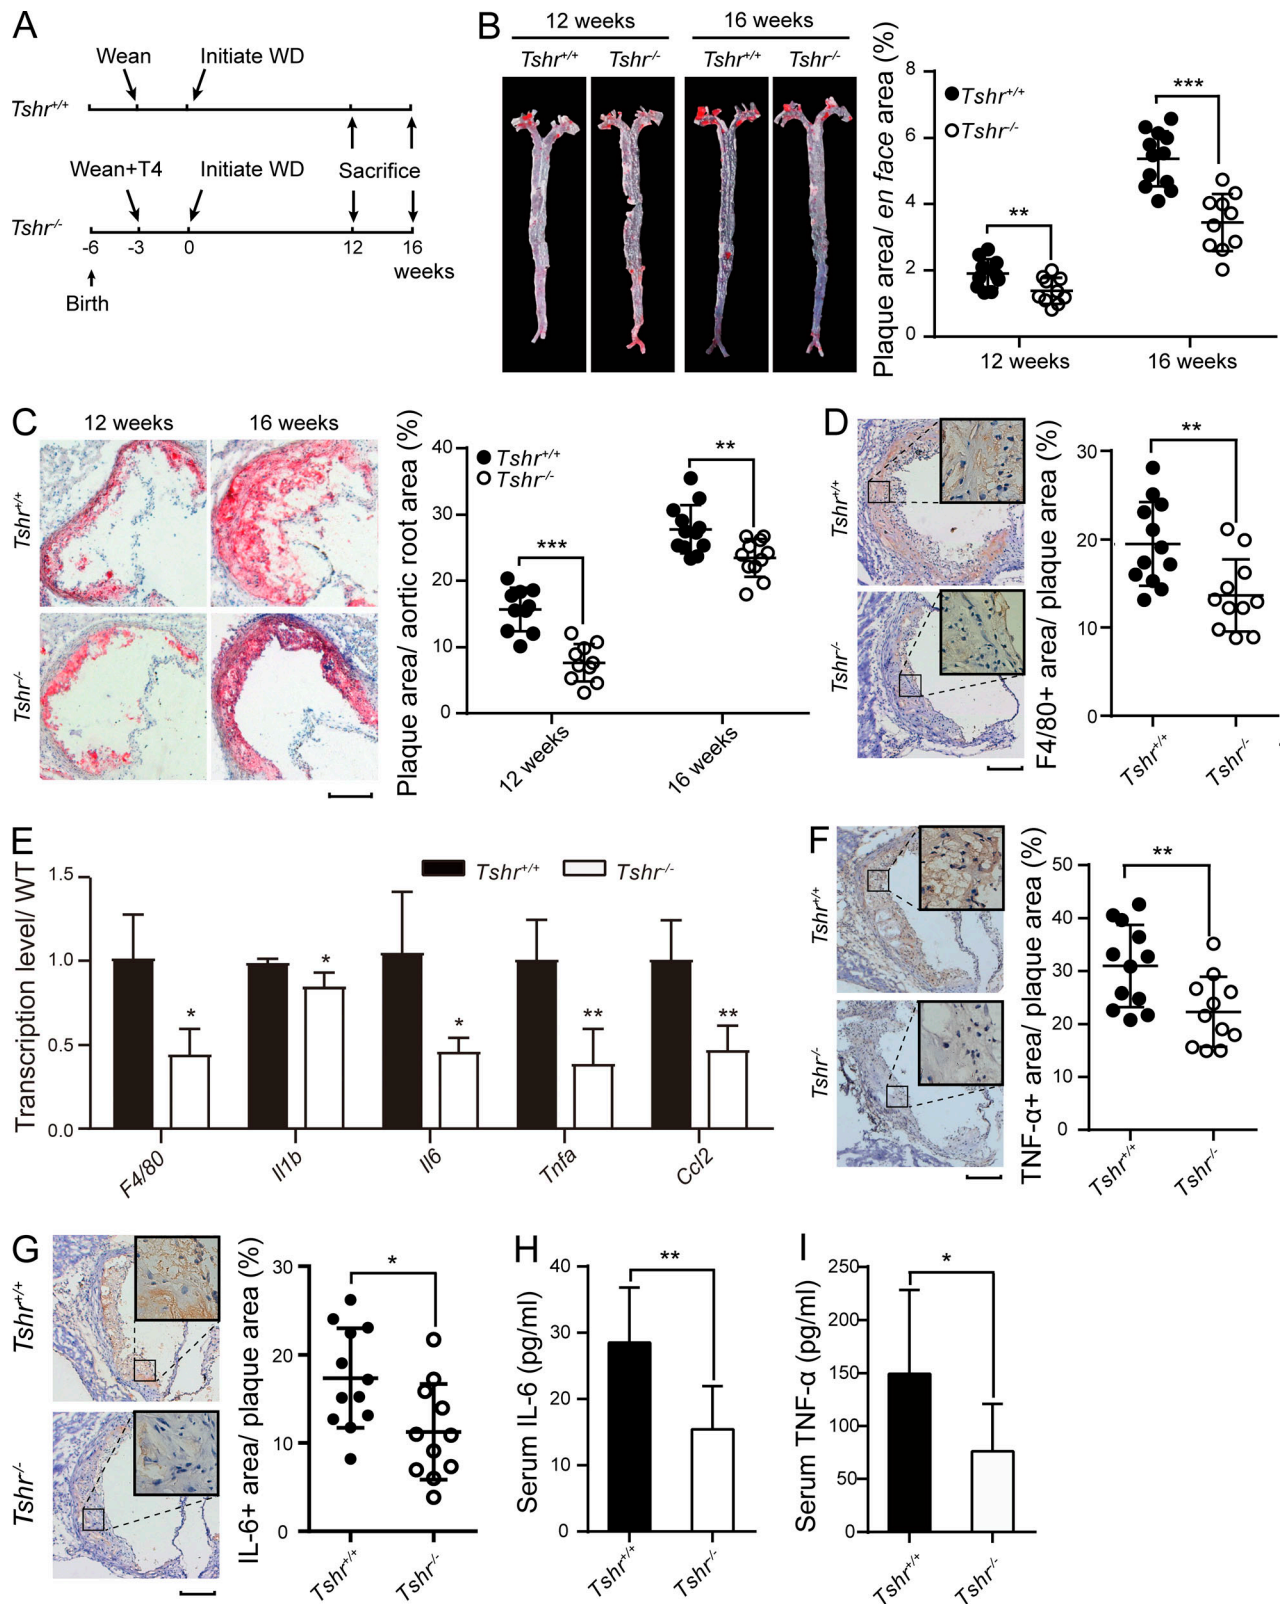 A
Wean
Initiate WD
Tshr+/+
Wean+T4
Initiate WD
Sacrifice
Tshr-/-
-6
-3
0
12
16
weeks
Birth
B
12 weeks
16 weeks
Tshr+/+
Tshr-/-
Tshr+/+
Tshr-/-
Plaque area/ en face area (%)
8
6
4
2
0
Tshr+/+
Tshr-/-
**
***
12 weeks
16 weeks
C
12 weeks
16 weeks
Tshr+/+
Tshr-/-
Plaque area/ aortic root area (%)
40
30
20
10
0
Tshr+/+
Tshr-/-
***
**
12 weeks
16 weeks
D
Tshr+/+
Tshr-/-
F4/80+ area/ plaque area (%)
30
20
10
0
**
Tshr+/+
Tshr-/-
E
Transcription level/ WT
1.5
1.0
0.5
0.0
Tshr+/+
Tshr-/-
*
*
*
**
**
F4/80
Il1b
Il6
Tnfa
Ccl2
F
Tshr+/+
Tshr-/-
TNF-α+ area/ plaque area (%)
50
40
30
20
10
0
**
Tshr+/+
Tshr-/-
G
Tshr+/+
Tshr-/-
IL-6+ area/ plaque area (%)
30
20
10
0
*
Tshr+/+
Tshr-/-
H
Serum IL-6 (pg/ml)
40
30
20
10
0
**
Tshr+/+
Tshr-/-
I
Serum TNF-α (pg/ml)
250
200
150
100
50
0
*
Tshr+/+
Tshr-/-